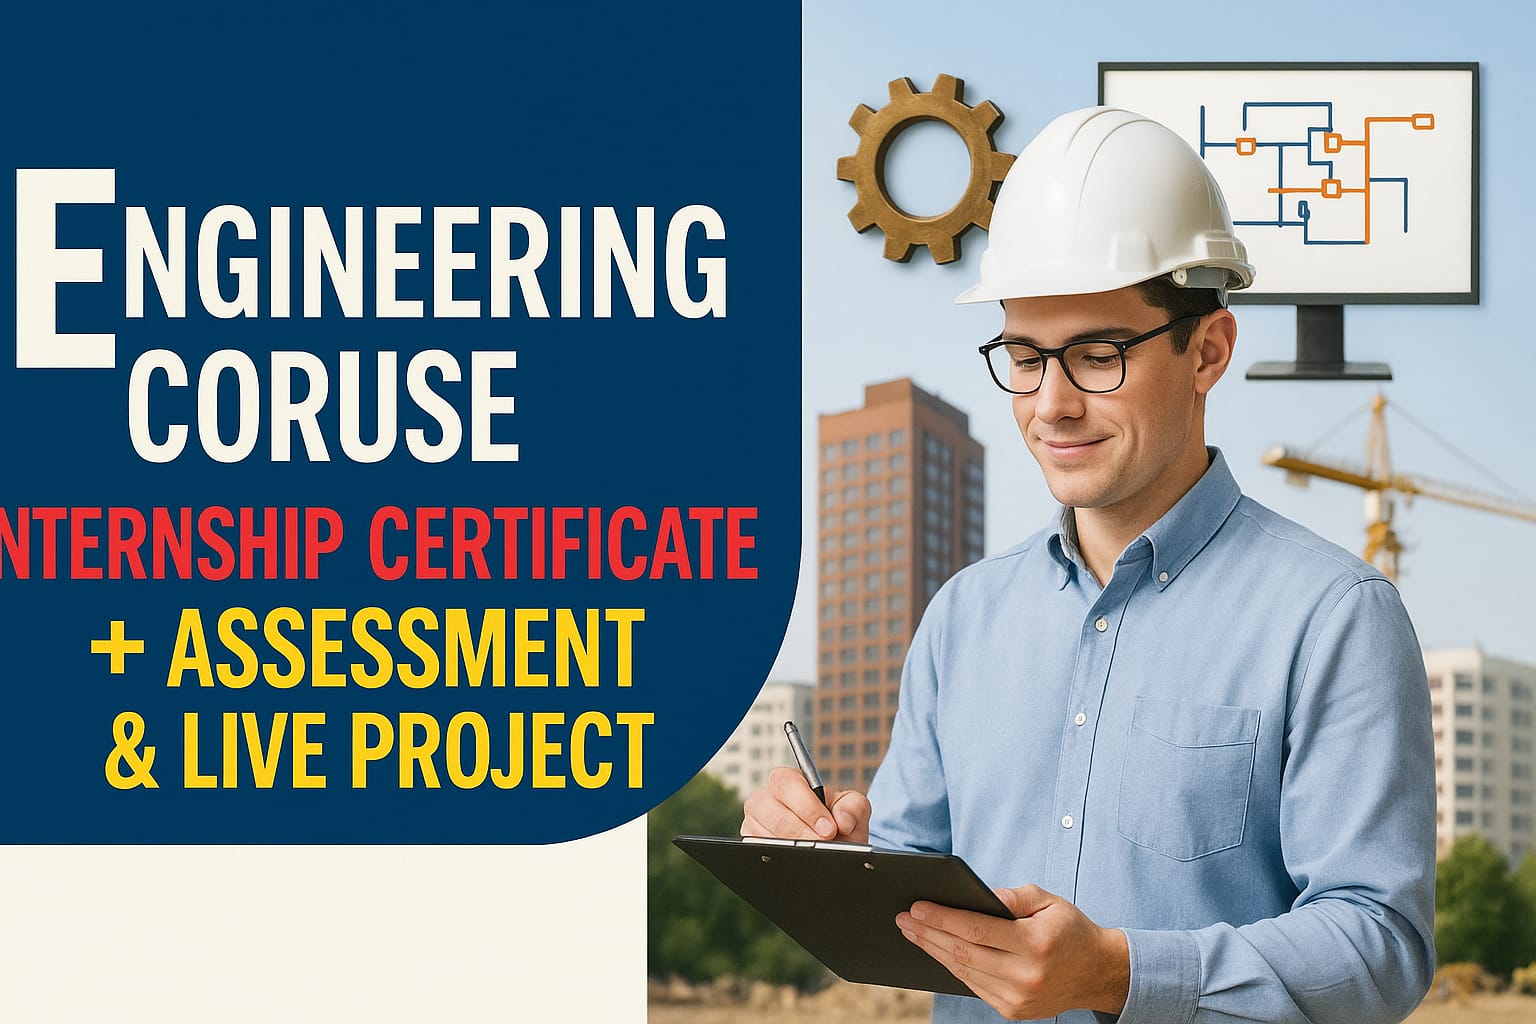 ENGINEERING
CORUSE
NTERNSHIP CERTIFICATE
+ ASSESSMENT
& LIVE PROJECT